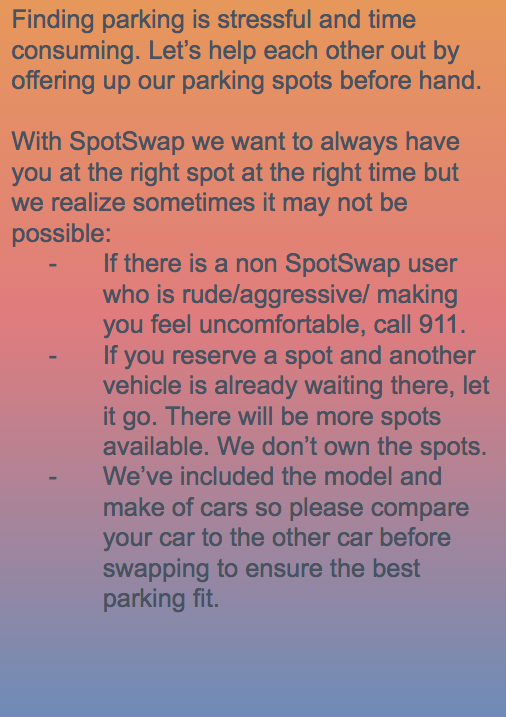 Finding parking is stressful and time
consuming. Let’s help each other out by
offering up our parking spots before hand.
With SpotSwap we want to always have
you at the right spot at the right time but
we realize sometimes it may not be
possible:
- If there is a non SpotSwap user
who is rude/aggressive/ making
you feel uncomfortable, call 911.
- If you reserve a spot and another
vehicle is already waiting there, let
it go. There will be more spots
available. We don’t own the spots.
- We’ve included the model and
make of cars so please compare
your car to the other car before
swapping to ensure the best
parking fit.